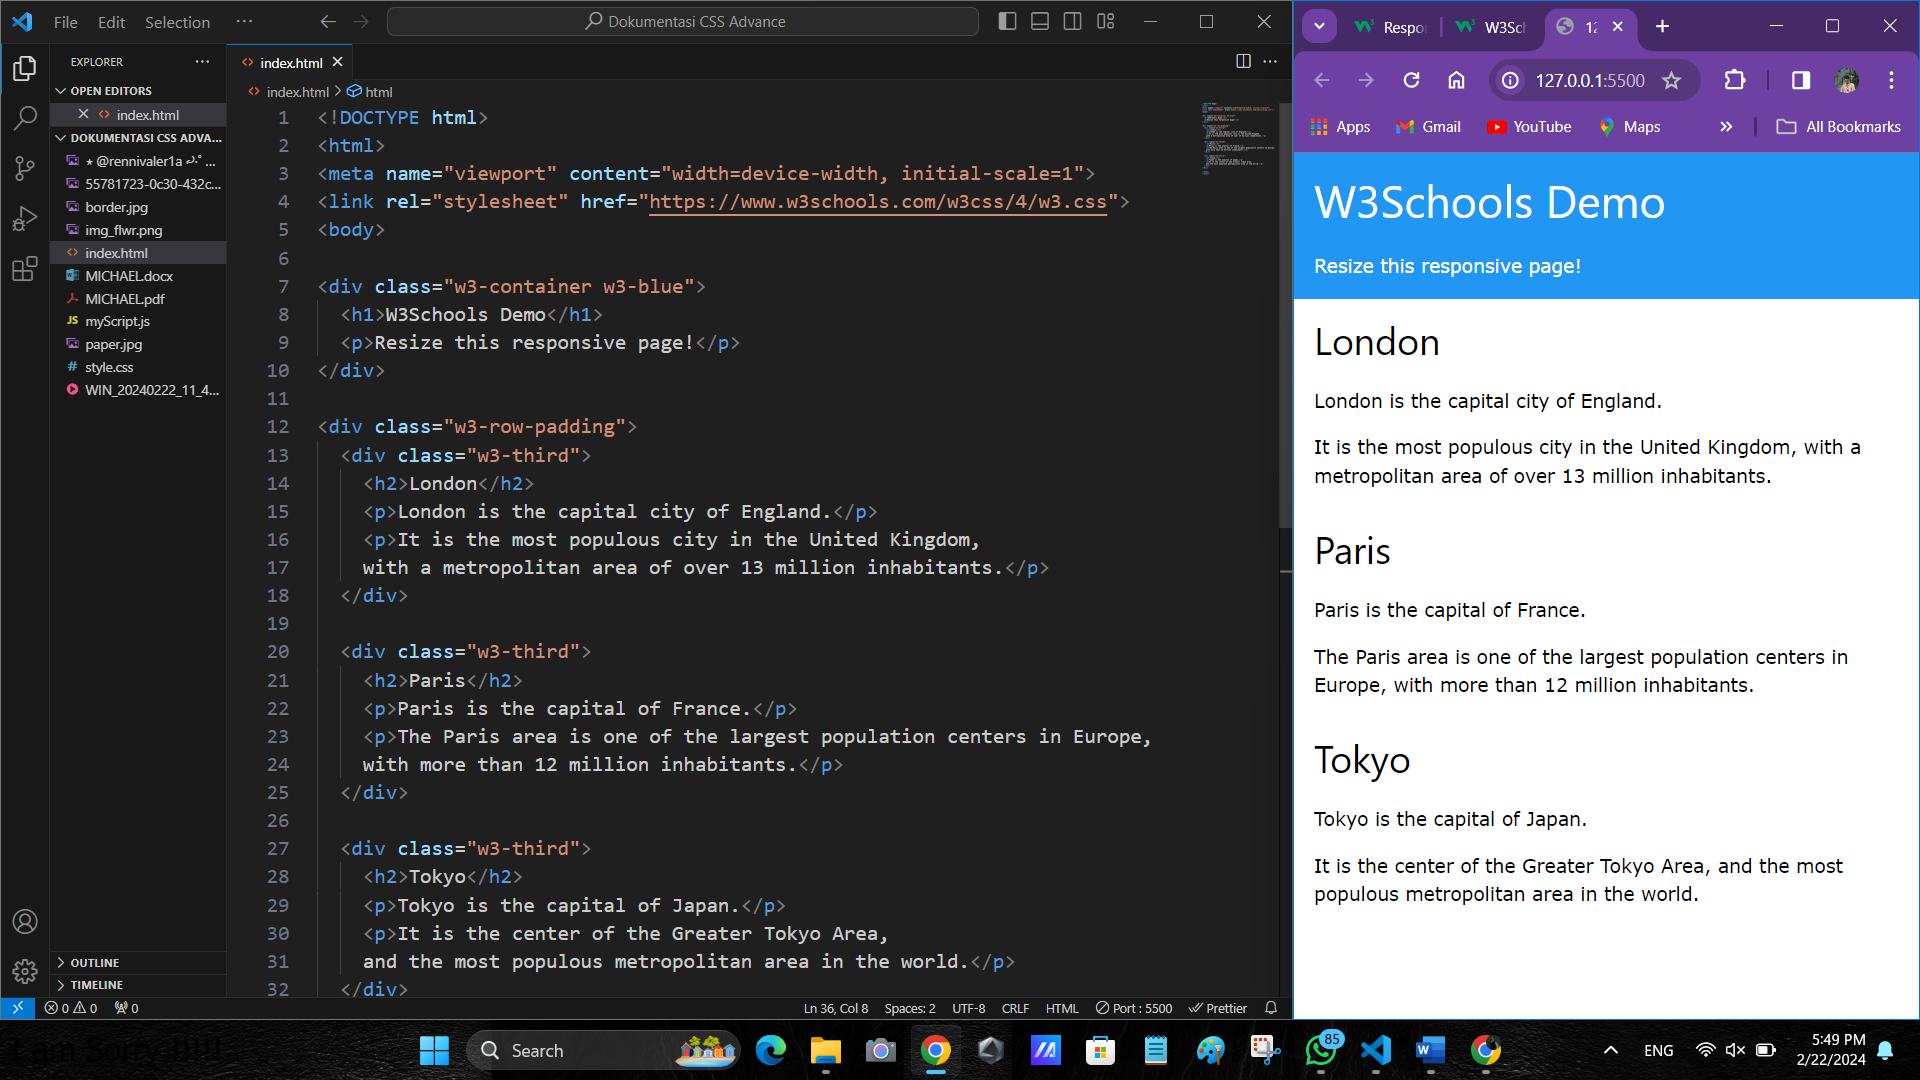 File Edit Selection ···
Dokumentasi CSS Advance
EXPLORER
OPEN EDITORS
index.html
DOKUMENTASI CSS ADVA...
55781723-0c30-432c...
border.jpg
img_flwr.png
index.html
MICHAEL.docx
MICHAEL.pdf
JS myScript.js
paper.jpg
# style.css
WIN_20240222_11_4...
OUTLINE
TIMELINE
index.html
index.html > html
1 <!DOCTYPE html>
2 <html>
3 <meta name="viewport" content="width=device-width, initial-scale=1">
4 <link rel="stylesheet" href="https://www.w3schools.com/w3css/4/w3.css">
5 <body>
6
7 <div class="w3-container w3-blue">
8 <h1>W3Schools Demo</h1>
9 <p>Resize this responsive page!</p>
10 </div>
11
12 <div class="w3-row-padding">
13 <div class="w3-third">
14 <h2>London</h2>
15 <p>London is the capital city of England.</p>
16 <p>It is the most populous city in the United Kingdom,
17 with a metropolitan area of over 13 million inhabitants.</p>
18 </div>
19
20 <div class="w3-third">
21 <h2>Paris</h2>
22 <p>Paris is the capital of France.</p>
23 <p>The Paris area is one of the largest population centers in Europe,
24 with more than 12 million inhabitants.</p>
25 </div>
26
27 <div class="w3-third">
28 <h2>Tokyo</h2>
29 <p>Tokyo is the capital of Japan.</p>
30 <p>It is the center of the Greater Tokyo Area,
31 and the most populous metropolitan area in the world.</p>
32 </div>
0 0 0
Ln 36, Col 8 Spaces: 2 UTF-8 CRLF HTML Port : 5500 Prettier
Respo W3Sch 12
127.0.0.1:5500
Apps Gmail YouTube Maps » All Bookmarks
W3Schools Demo
Resize this responsive page!
London
London is the capital city of England.
It is the most populous city in the United Kingdom, with a
metropolitan area of over 13 million inhabitants.
Paris
Paris is the capital of France.
The Paris area is one of the largest population centers in
Europe, with more than 12 million inhabitants.
Tokyo
Tokyo is the capital of Japan.
It is the center of the Greater Tokyo Area, and the most
populous metropolitan area in the world.
Search
85
ENG
5:49 PM
2/22/2024